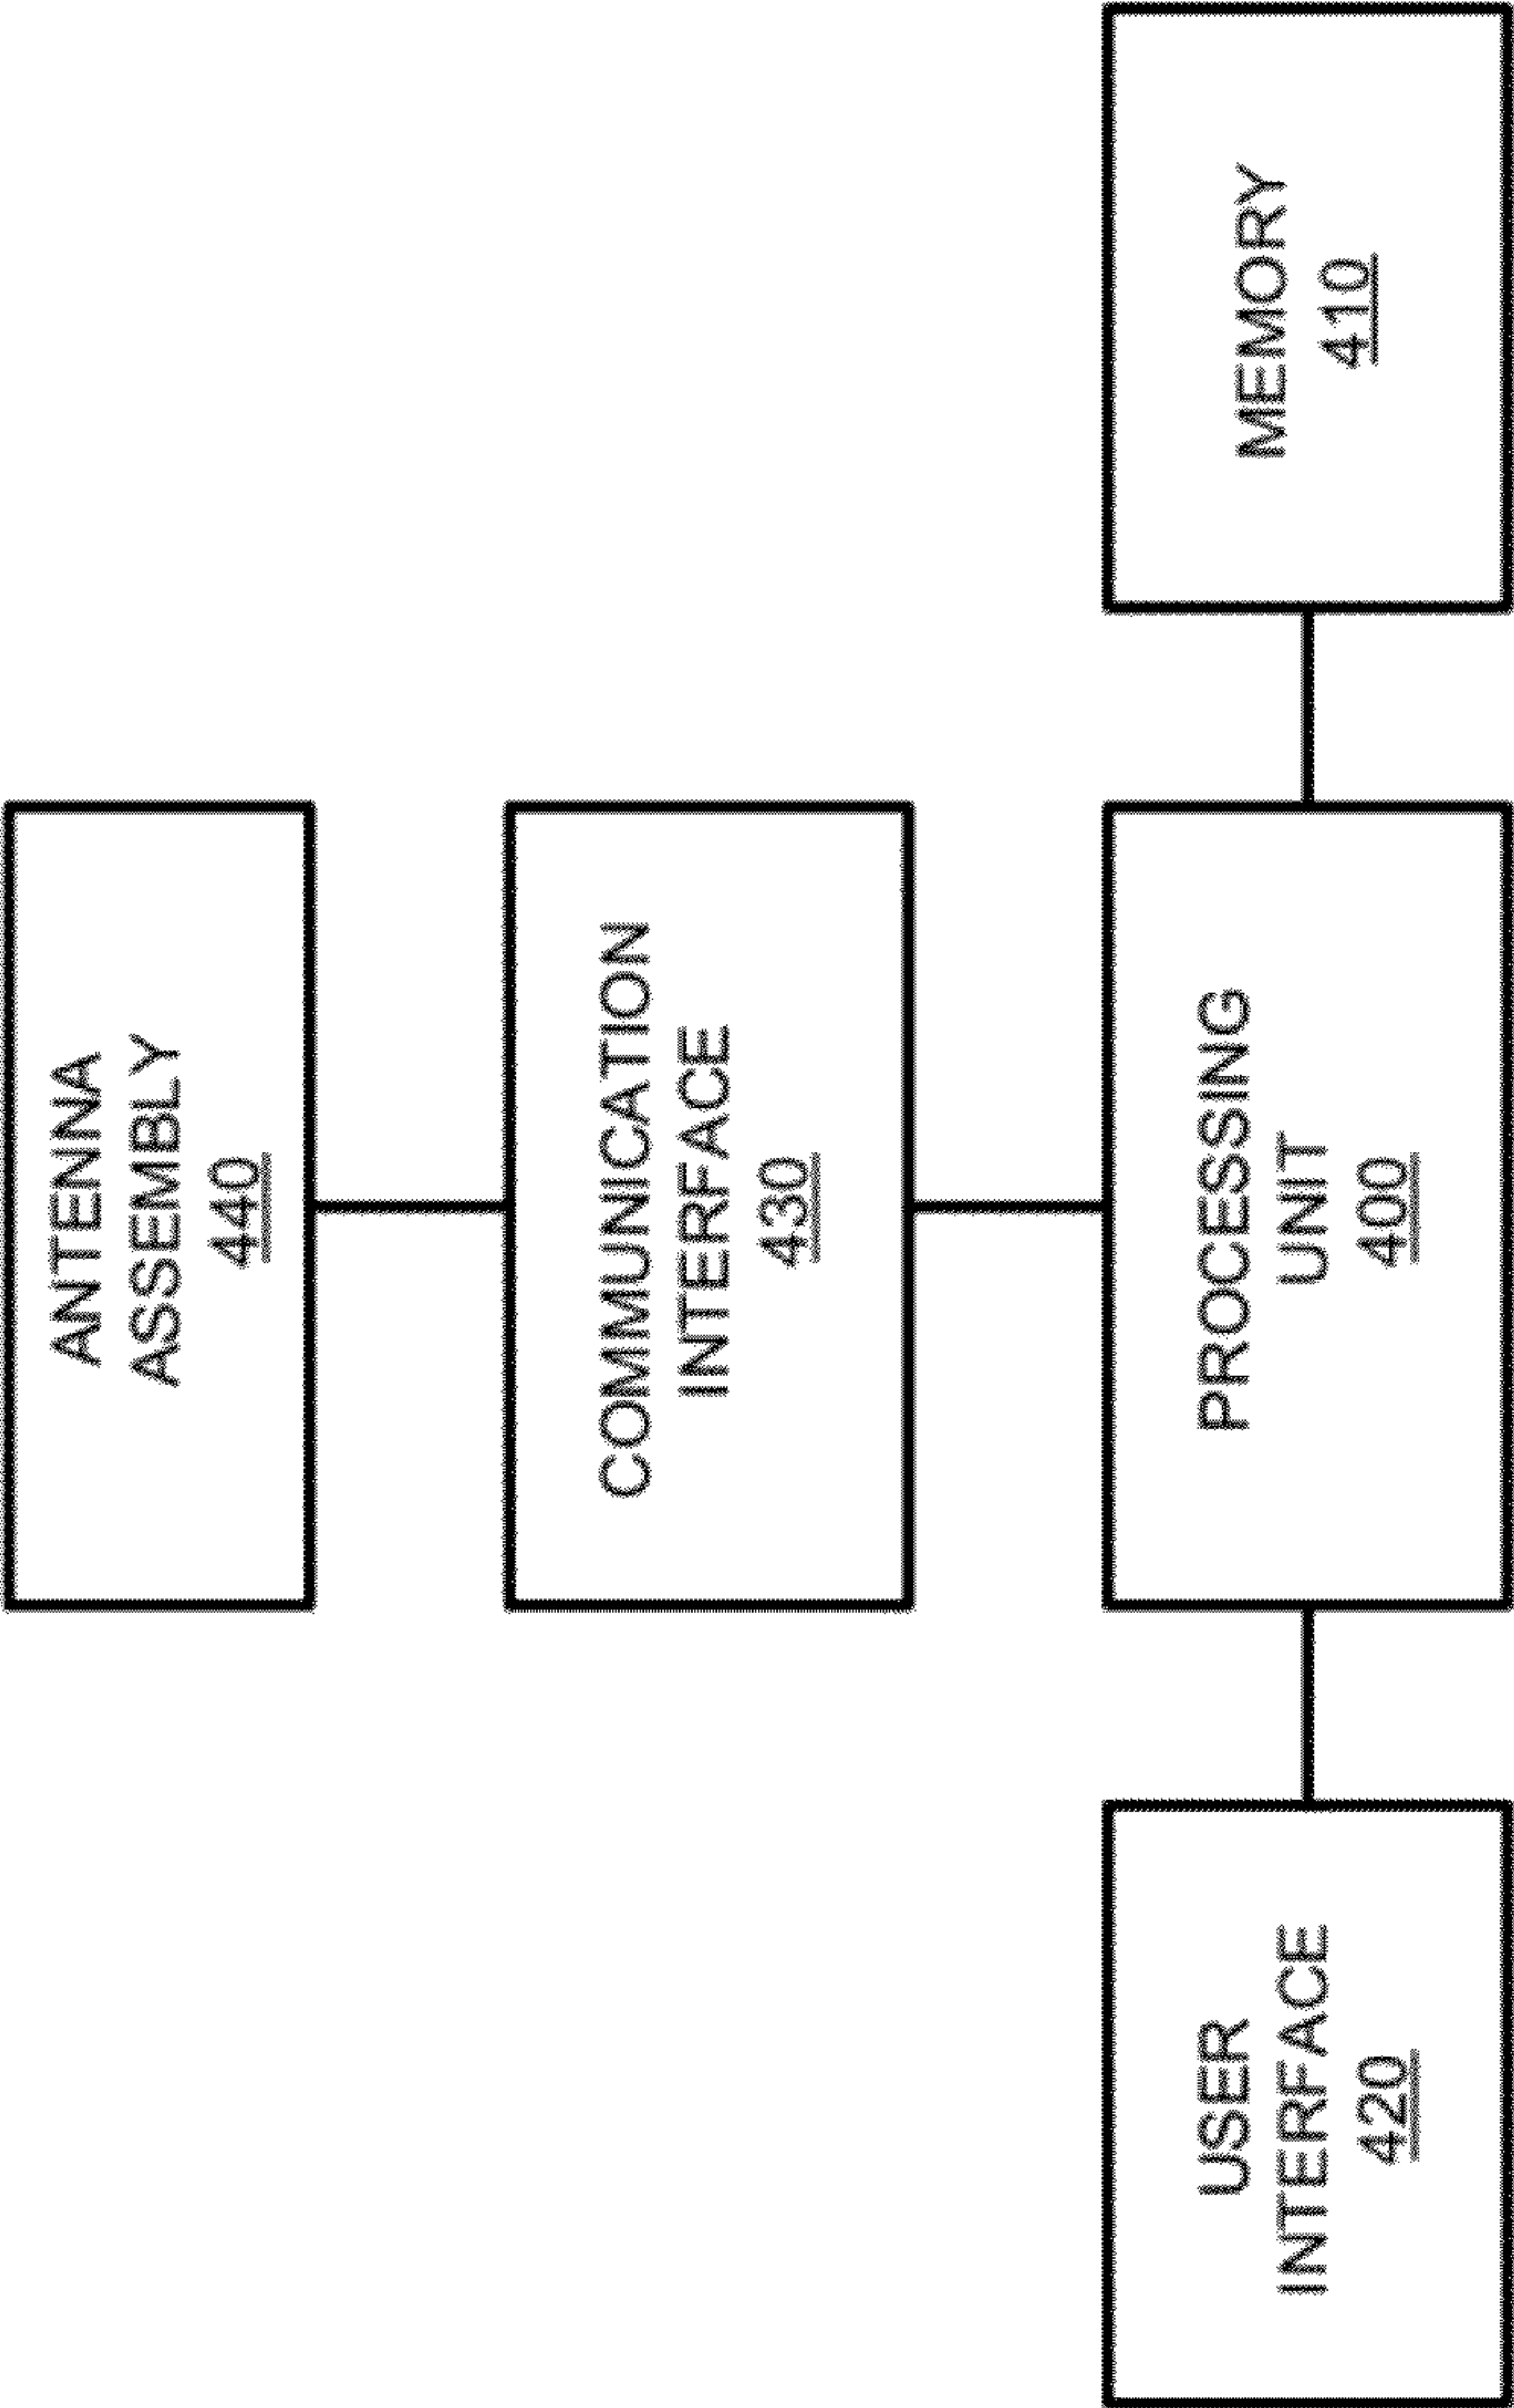 ANTENNA
ASSEMBLY
440
COMMUNICATION
INTERFACE
430
USER
INTERFACE
420
PROCESSING
UNIT
400
MEMORY
410